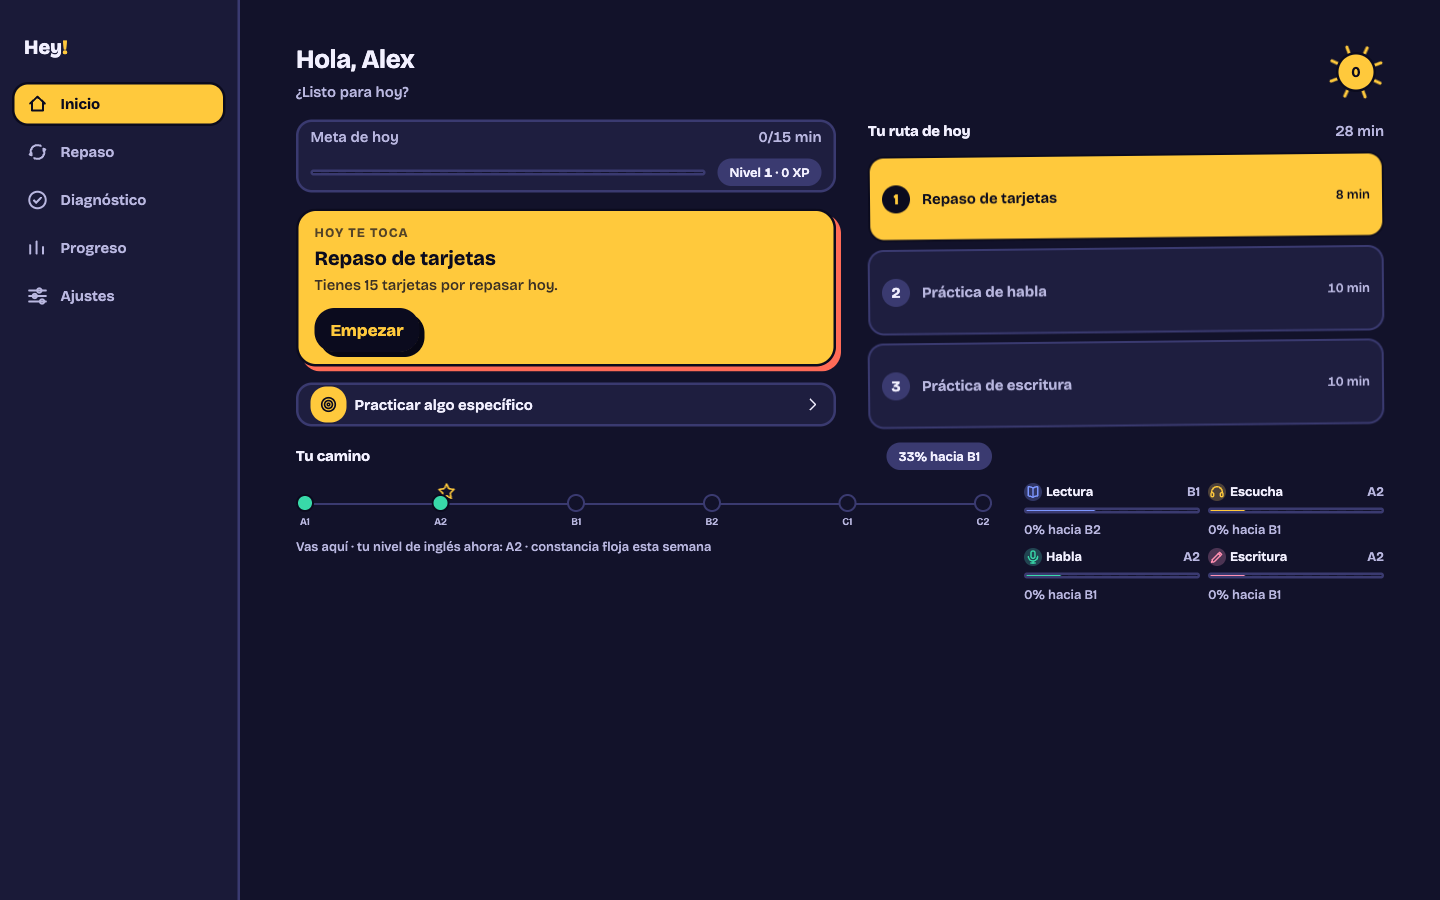 Hey!
Inicio
Repaso
Diagnóstico
Progreso
Ajustes
Hola, Alex
¿Listo para hoy?
0
Meta de hoy
0/15 min
Nivel 1 · 0 XP
HOY TE TOCA
Repaso de tarjetas
Tienes 15 tarjetas por repasar hoy.
Empezar
Practicar algo específico
Tu ruta de hoy
28 min
1
Repaso de tarjetas
8 min
2
Práctica de habla
10 min
3
Práctica de escritura
10 min
Tu camino
33% hacia B1
A1
A2
B1
B2
C1
C2
Vas aquí · tu nivel de inglés ahora: A2 · constancia floja esta semana
Lectura
B1
0% hacia B2
Escucha
A2
0% hacia B1
Habla
A2
0% hacia B1
Escritura
A2
0% hacia B1